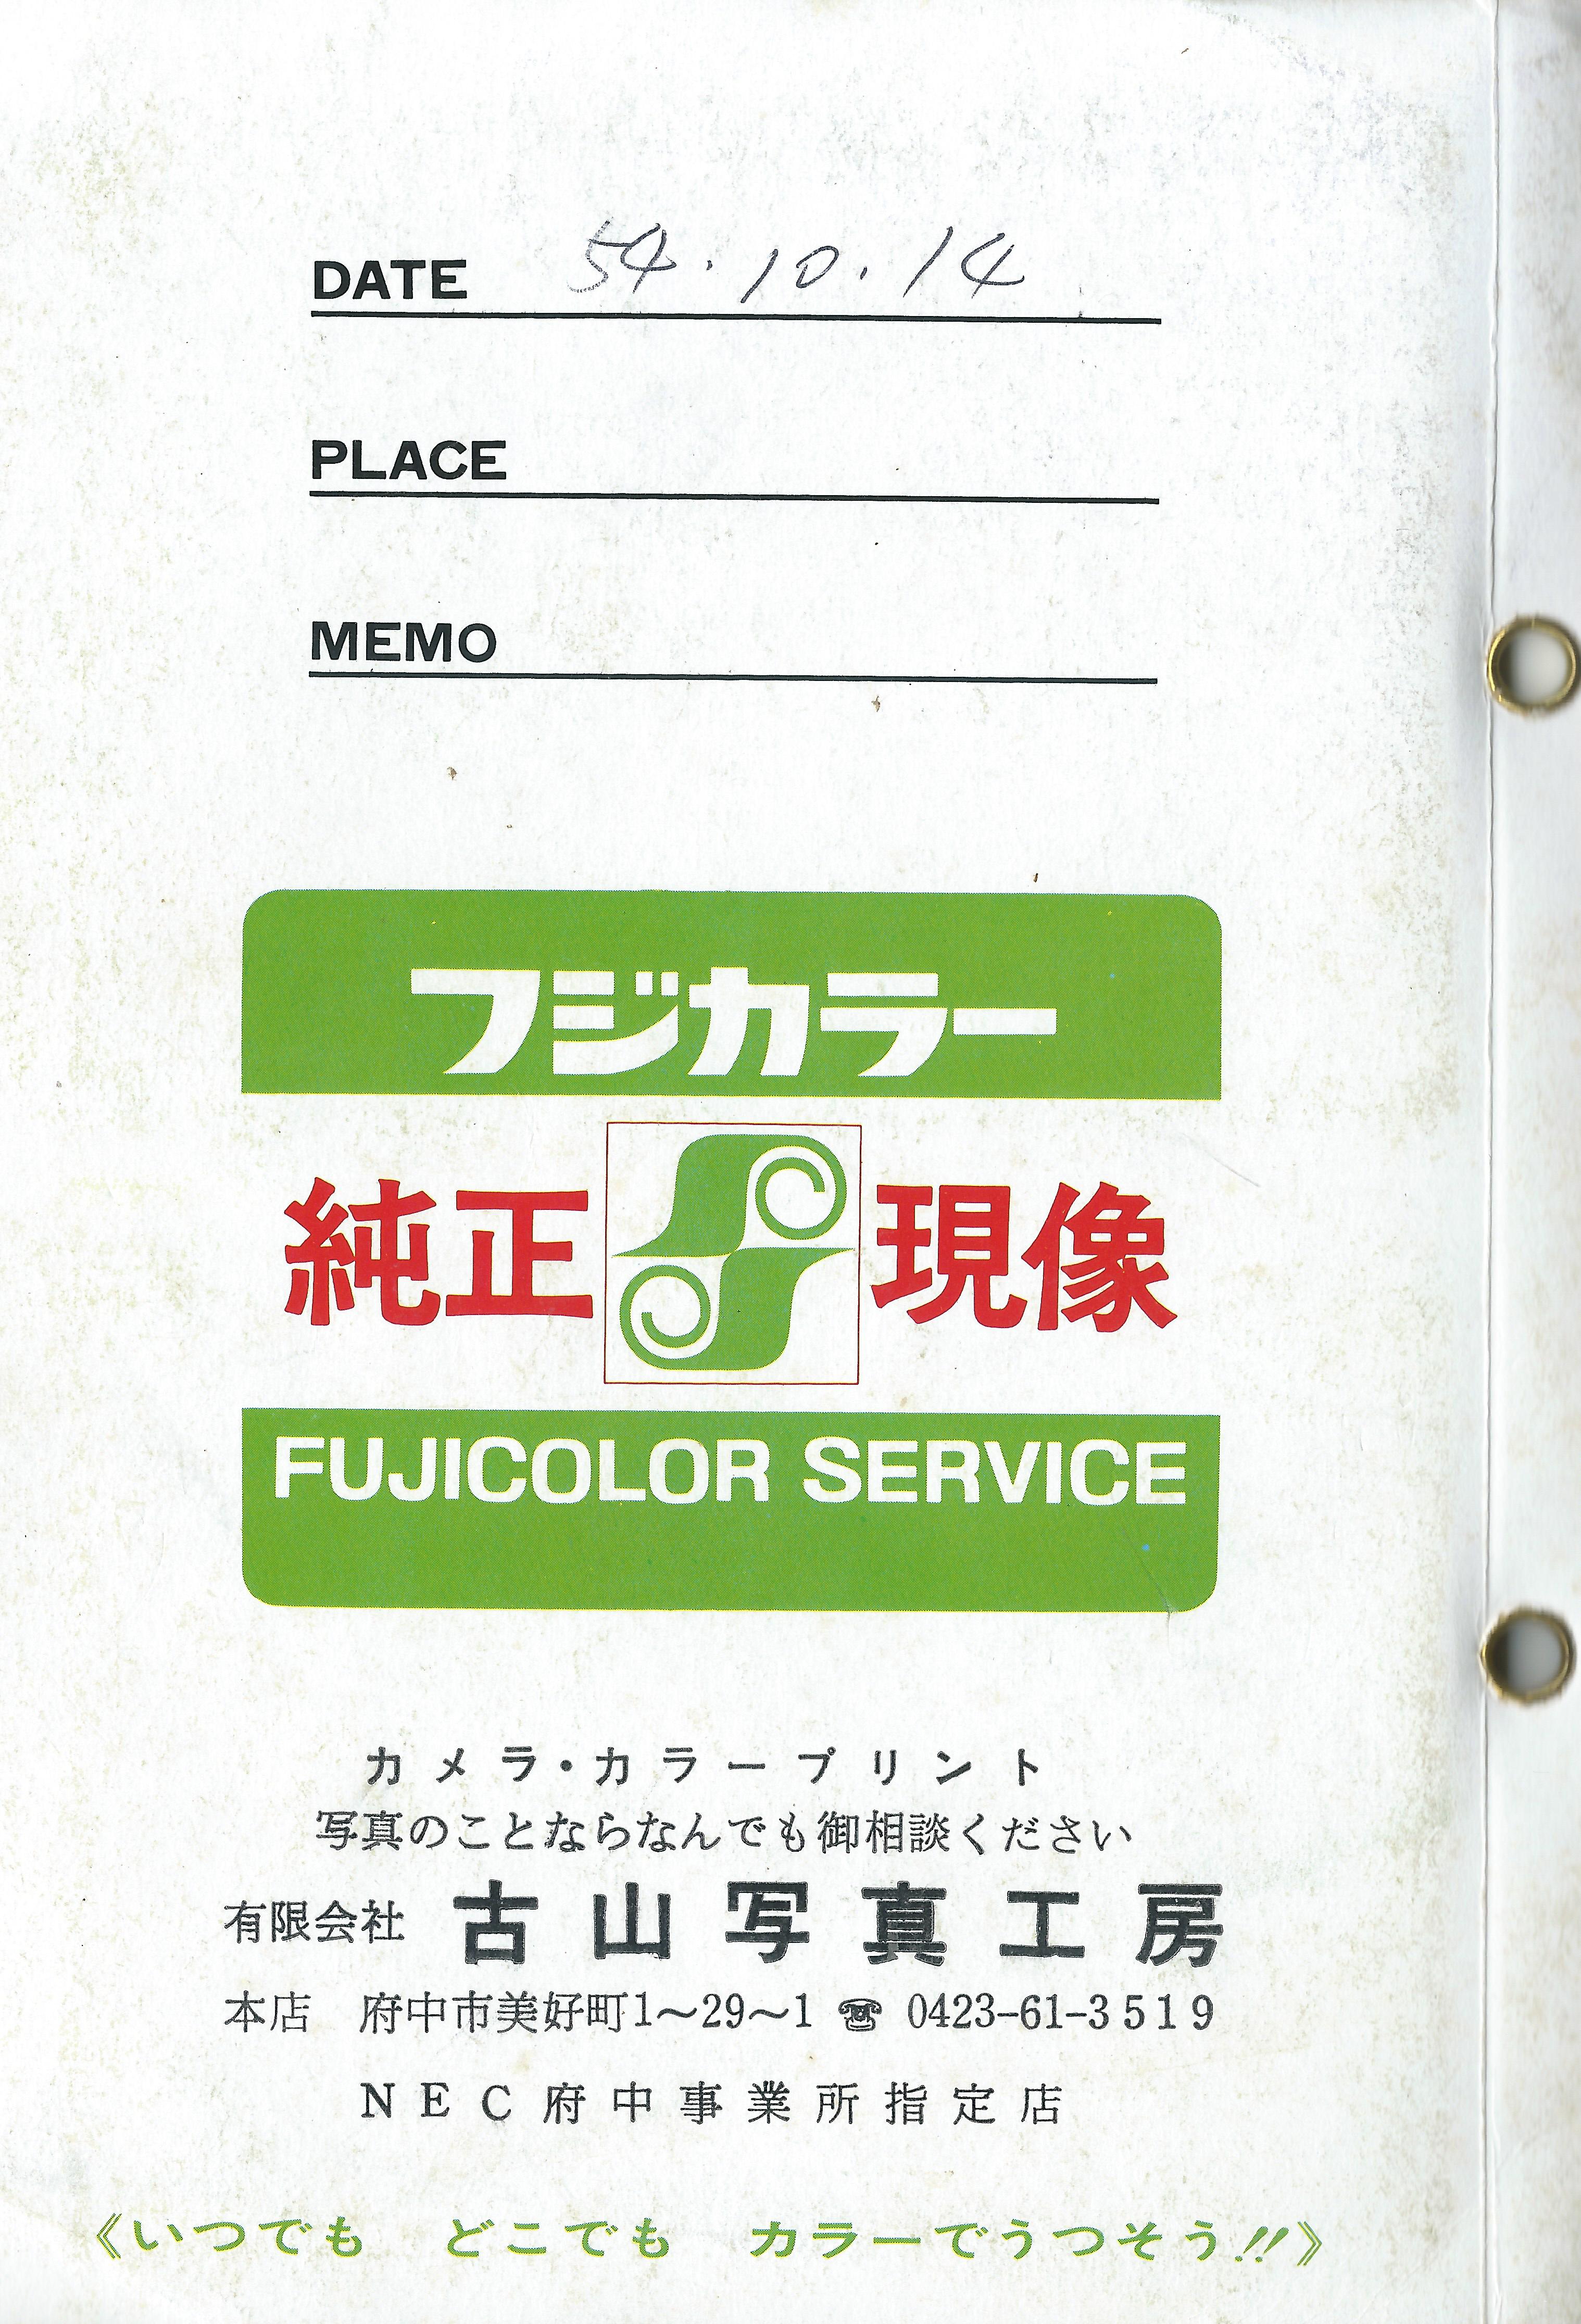 DATE 54.10.14
PLACE
MEMO
フジカラー
純正 現像
FUJICOLOR SERVICE
カメラ・カラープリント
写真のことならなんでも御相談ください
有限会社 古山写真工房
本店 府中市美好町1～29～1 ☎ 0423-61-3519
NEC府中事業所指定店
《いつでも どこでも カラーでうつそう!!》